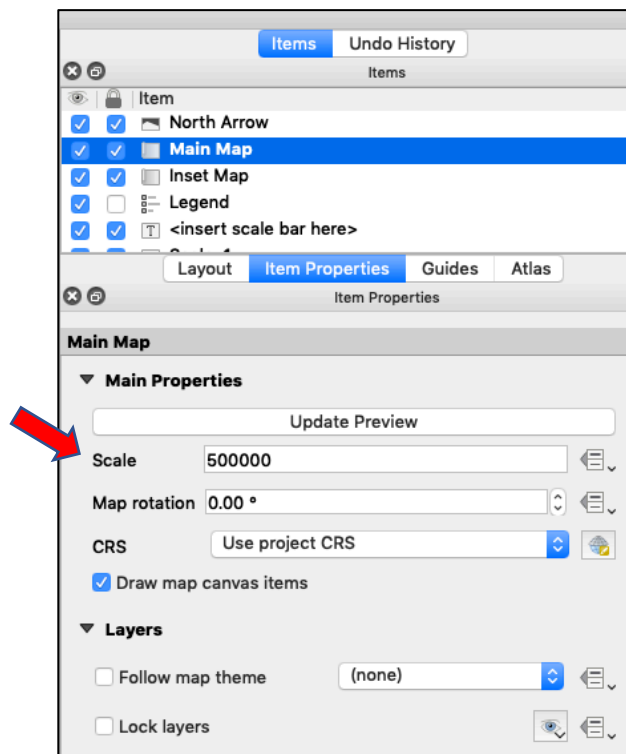 Items Undo History
Items
Item
North Arrow
Main Map
Inset Map
Legend
T <insert scale bar here>
Layout Item Properties Guides Atlas
Item Properties
Main Map
Main Properties
Update Preview
Scale 500000
Map rotation 0.00 °
CRS Use project CRS
Draw map canvas items
Layers
Follow map theme (none)
Lock layers